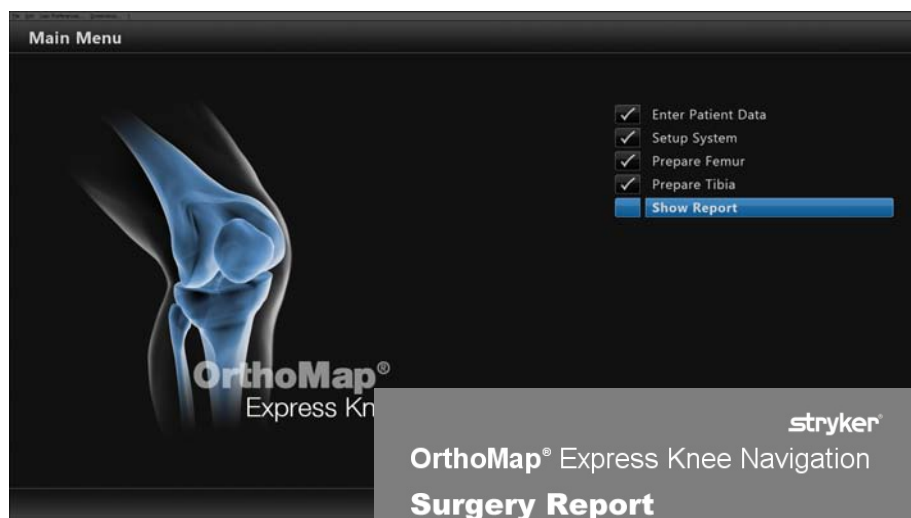 Main Menu
Enter Patient Data
Setup System
Prepare Femur
Prepare Tibia
Show Report
OrthoMap®
Express Kn
stryker®
OrthoMap® Express Knee Navigation
Surgery Report